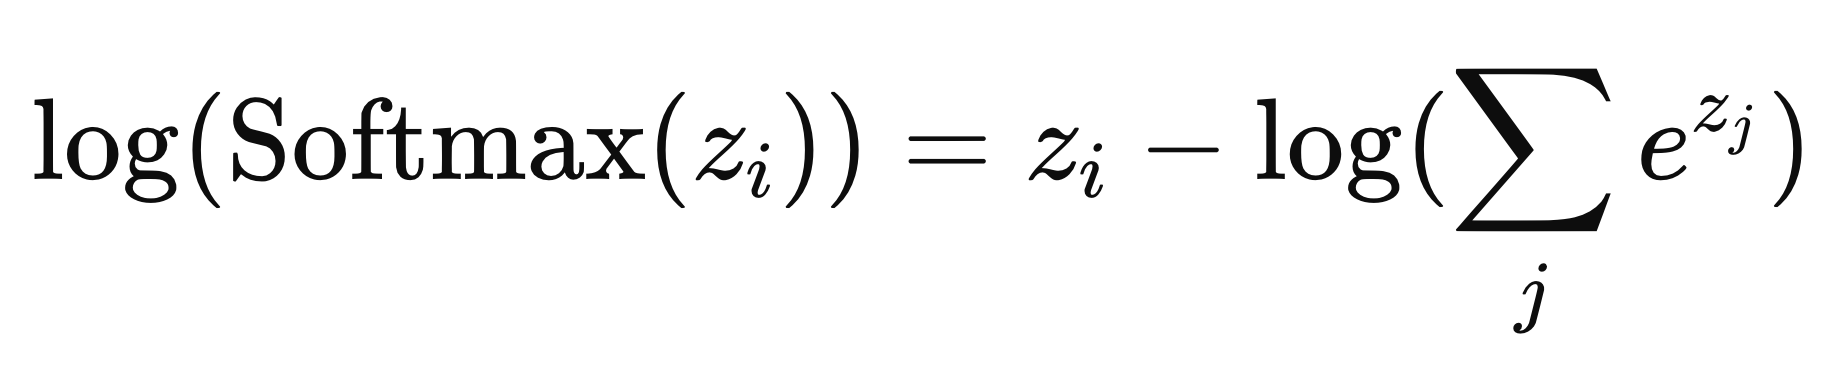 log(Softmax(z_i)) = z_i − log(∑_j e^{z_j})